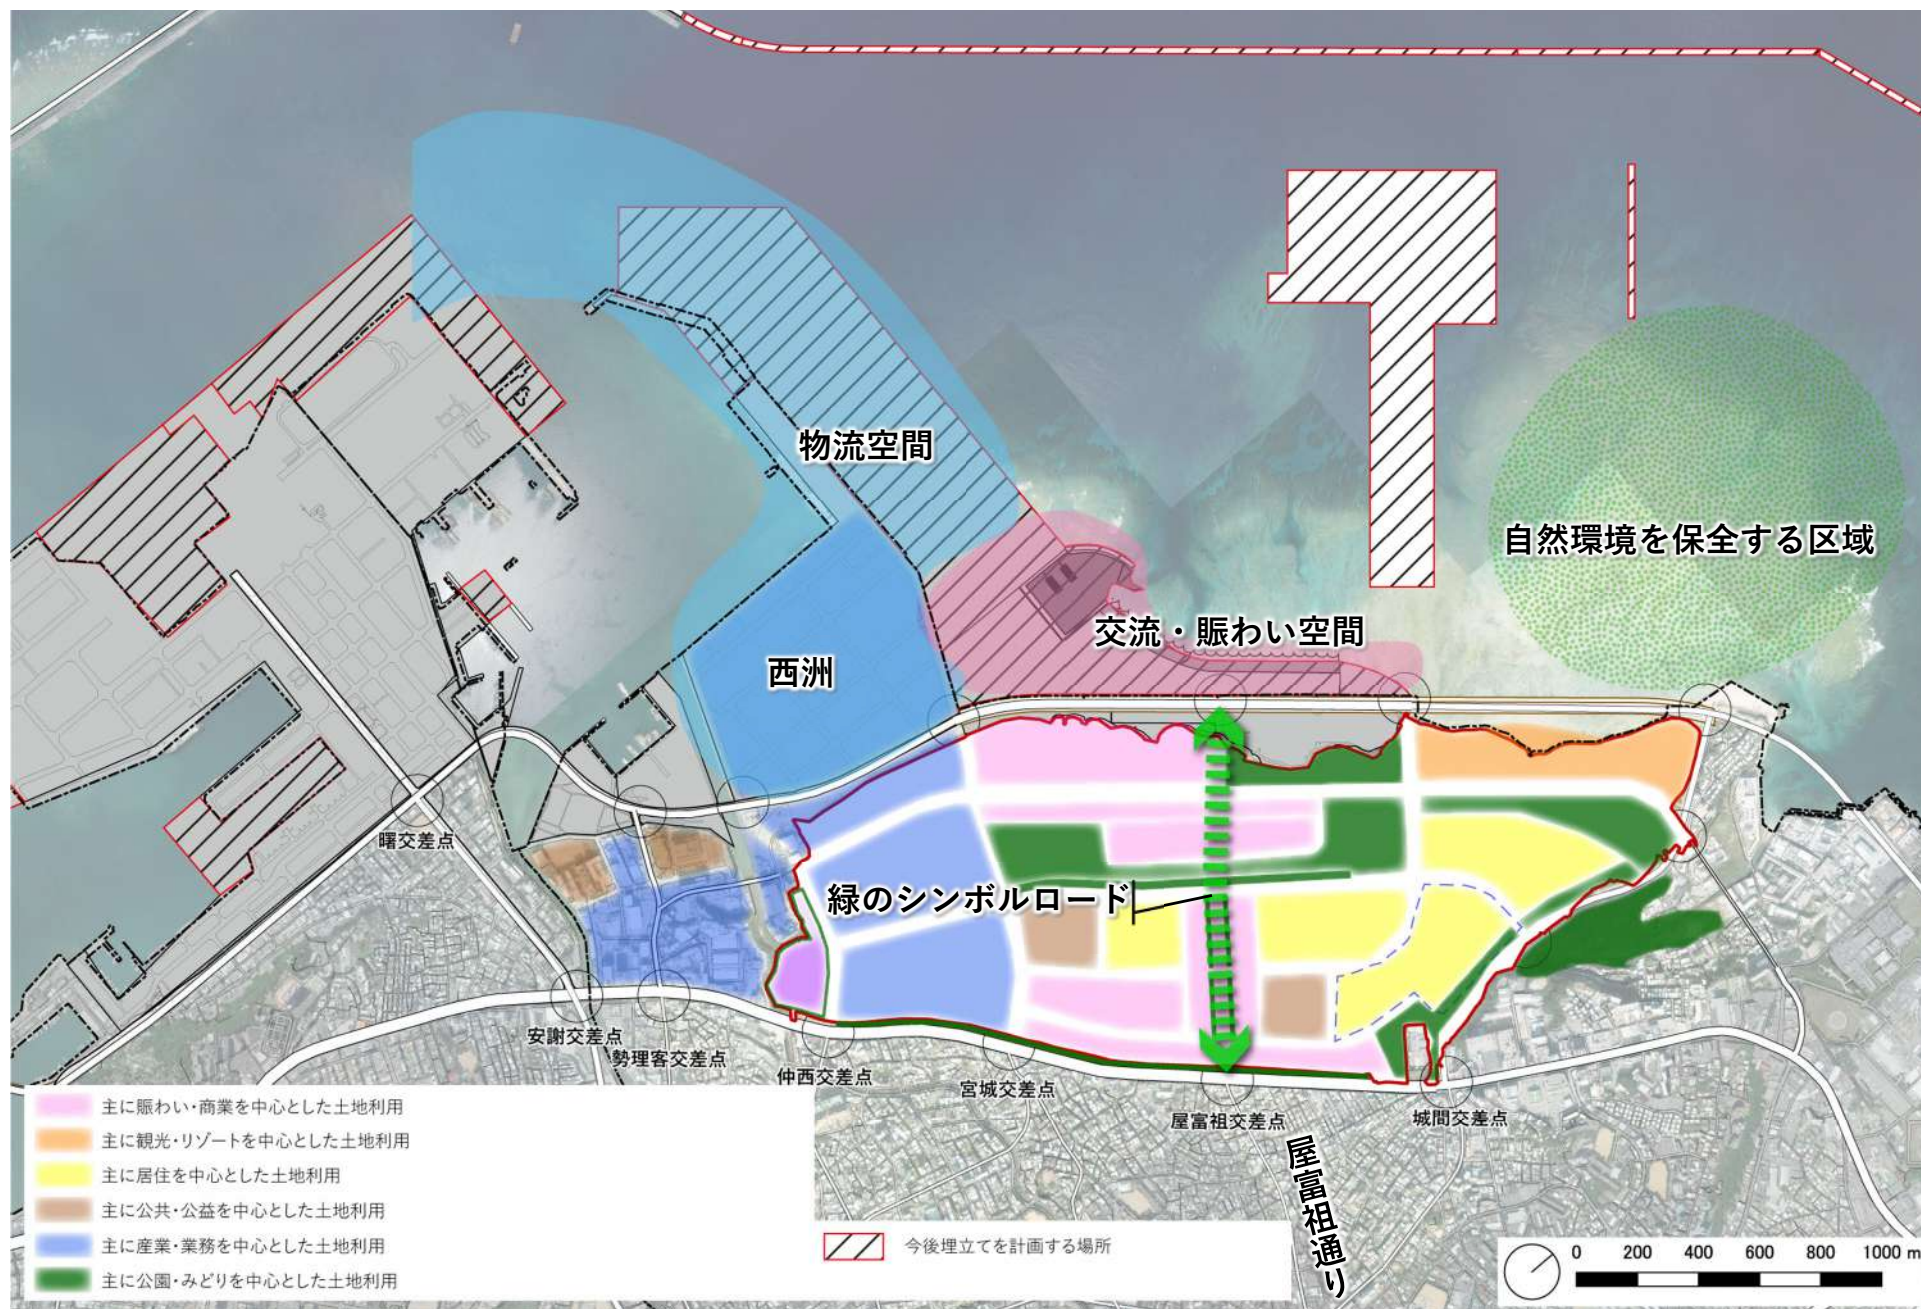 物流空間
自然環境を保全する区域
交流・賑わい空間
西洲
曙交差点
緑のシンボルロード
安謝交差点
勢理客交差点
仲西交差点
宮城交差点
屋富祖交差点
城間交差点
屋富祖通り
主に賑わい・商業を中心とした土地利用
主に観光・リゾートを中心とした土地利用
主に居住を中心とした土地利用
主に公共・公益を中心とした土地利用
主に産業・業務を中心とした土地利用
主に公園・みどりを中心とした土地利用
今後埋立てを計画する場所
0 200 400 600 800 1000 m